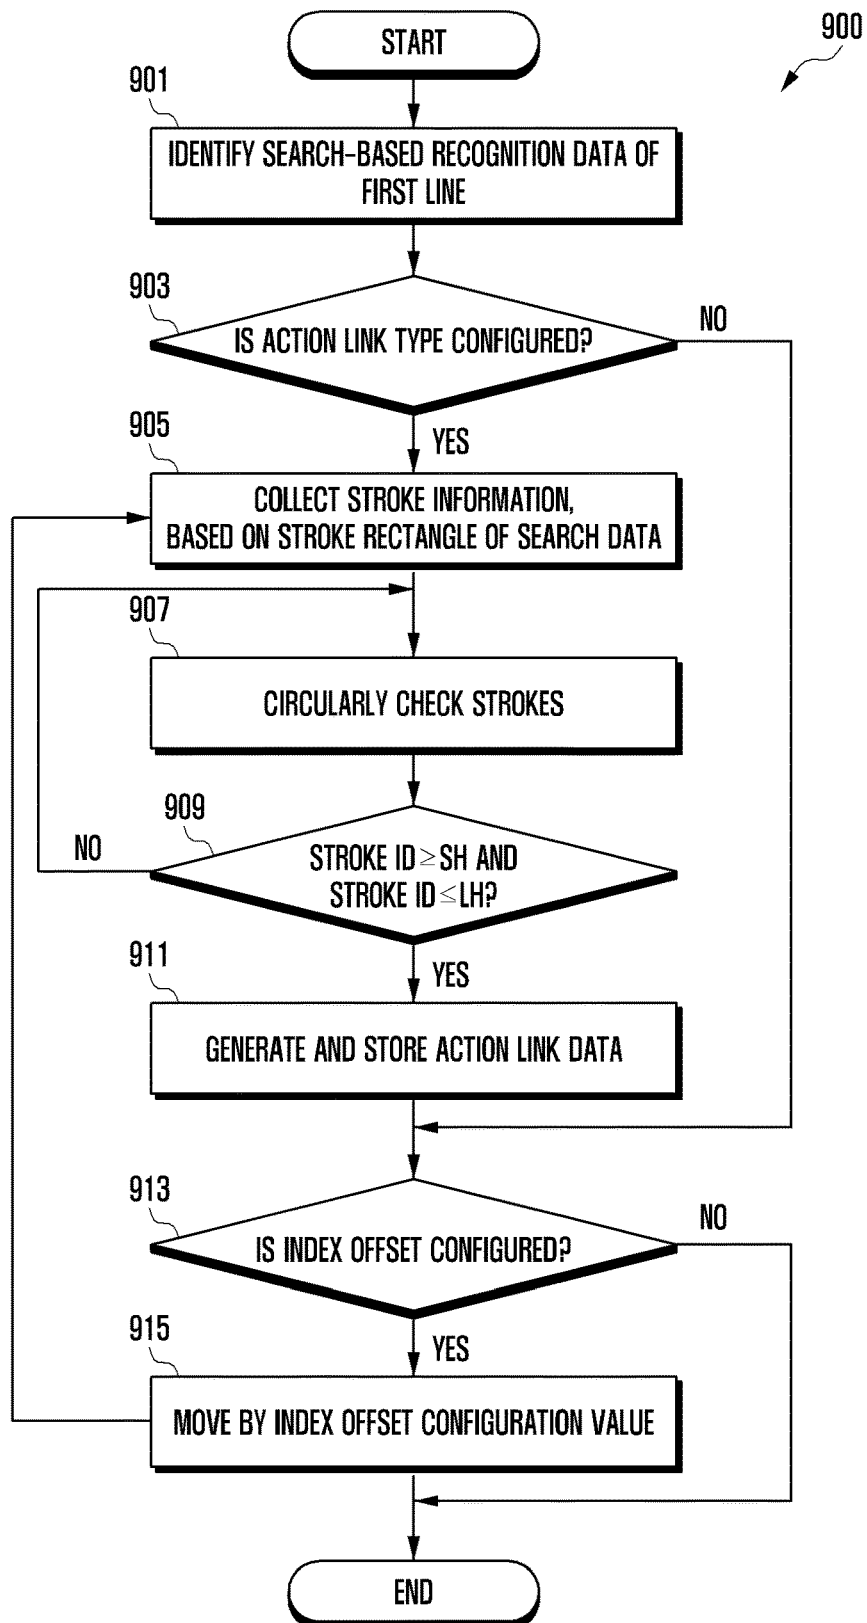 START
900
901
IDENTIFY SEARCH-BASED RECOGNITION DATA OF
FIRST LINE
903
IS ACTION LINK TYPE CONFIGURED?
NO
YES
905
COLLECT STROKE INFORMATION,
BASED ON STROKE RECTANGLE OF SEARCH DATA
907
CIRCULARLY CHECK STROKES
909
NO
STROKE ID ≥ SH AND
STROKE ID ≤ LH?
YES
911
GENERATE AND STORE ACTION LINK DATA
913
IS INDEX OFFSET CONFIGURED?
NO
YES
915
MOVE BY INDEX OFFSET CONFIGURATION VALUE
END